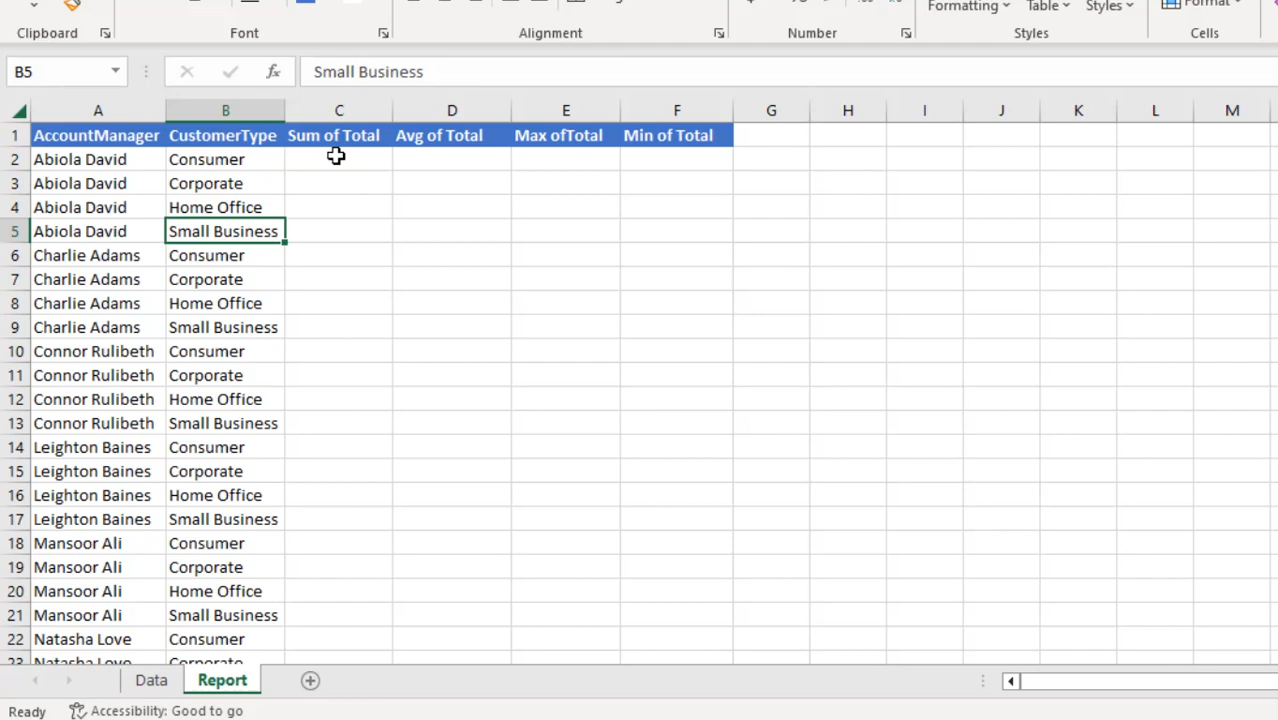 Formatting Table Styles Format
Clipboard Font Alignment Number Styles Cells
B5 fx Small Business
A B C D E F G H I J K L M
1 AccountManager CustomerType Sum of Total Avg of Total Max ofTotal Min of Total
2 Abiola David Consumer
3 Abiola David Corporate
4 Abiola David Home Office
5 Abiola David Small Business
6 Charlie Adams Consumer
7 Charlie Adams Corporate
8 Charlie Adams Home Office
9 Charlie Adams Small Business
10 Connor Rulibeth Consumer
11 Connor Rulibeth Corporate
12 Connor Rulibeth Home Office
13 Connor Rulibeth Small Business
14 Leighton Baines Consumer
15 Leighton Baines Corporate
16 Leighton Baines Home Office
17 Leighton Baines Small Business
18 Mansoor Ali Consumer
19 Mansoor Ali Corporate
20 Mansoor Ali Home Office
21 Mansoor Ali Small Business
22 Natasha Love Consumer
23 Natasha Love Corporate
Data Report
Ready Accessibility: Good to go